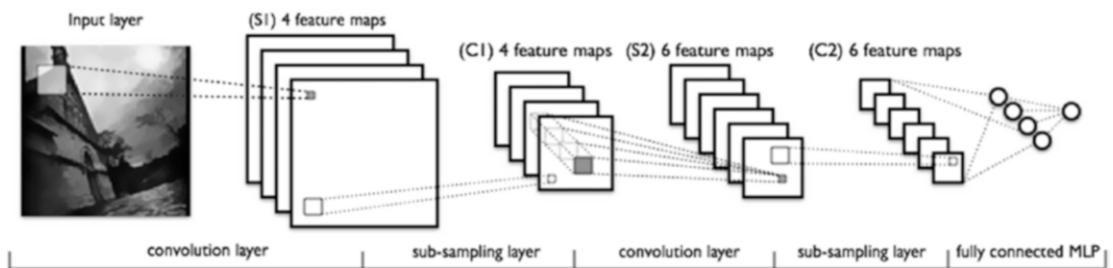 Input layer
(S1) 4 feature maps
(C1) 4 feature maps
(S2) 6 feature maps
(C2) 6 feature maps
convolution layer
sub-sampling layer
convolution layer
sub-sampling layer
fully connected MLP